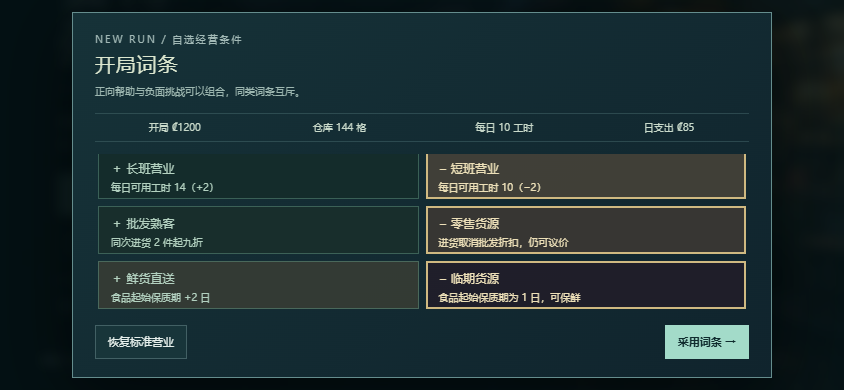 NEW RUN / 自选经营条件
开局词条
正向帮助与负面挑战可以组合，同类词条互斥。
开局 ₡1200 仓库 144 格 每日 10 工时 日支出 ₡85
+ 长班营业
每日可用工时 14（+2）
− 短班营业
每日可用工时 10（−2）
+ 批发熟客
同次进货 2 件起九折
− 零售货源
进货取消批发折扣，仍可议价
+ 鲜货直送
食品起始保质期 +2 日
− 临期货源
食品起始保质期为 1 日，可保鲜
恢复标准营业
采用词条 →